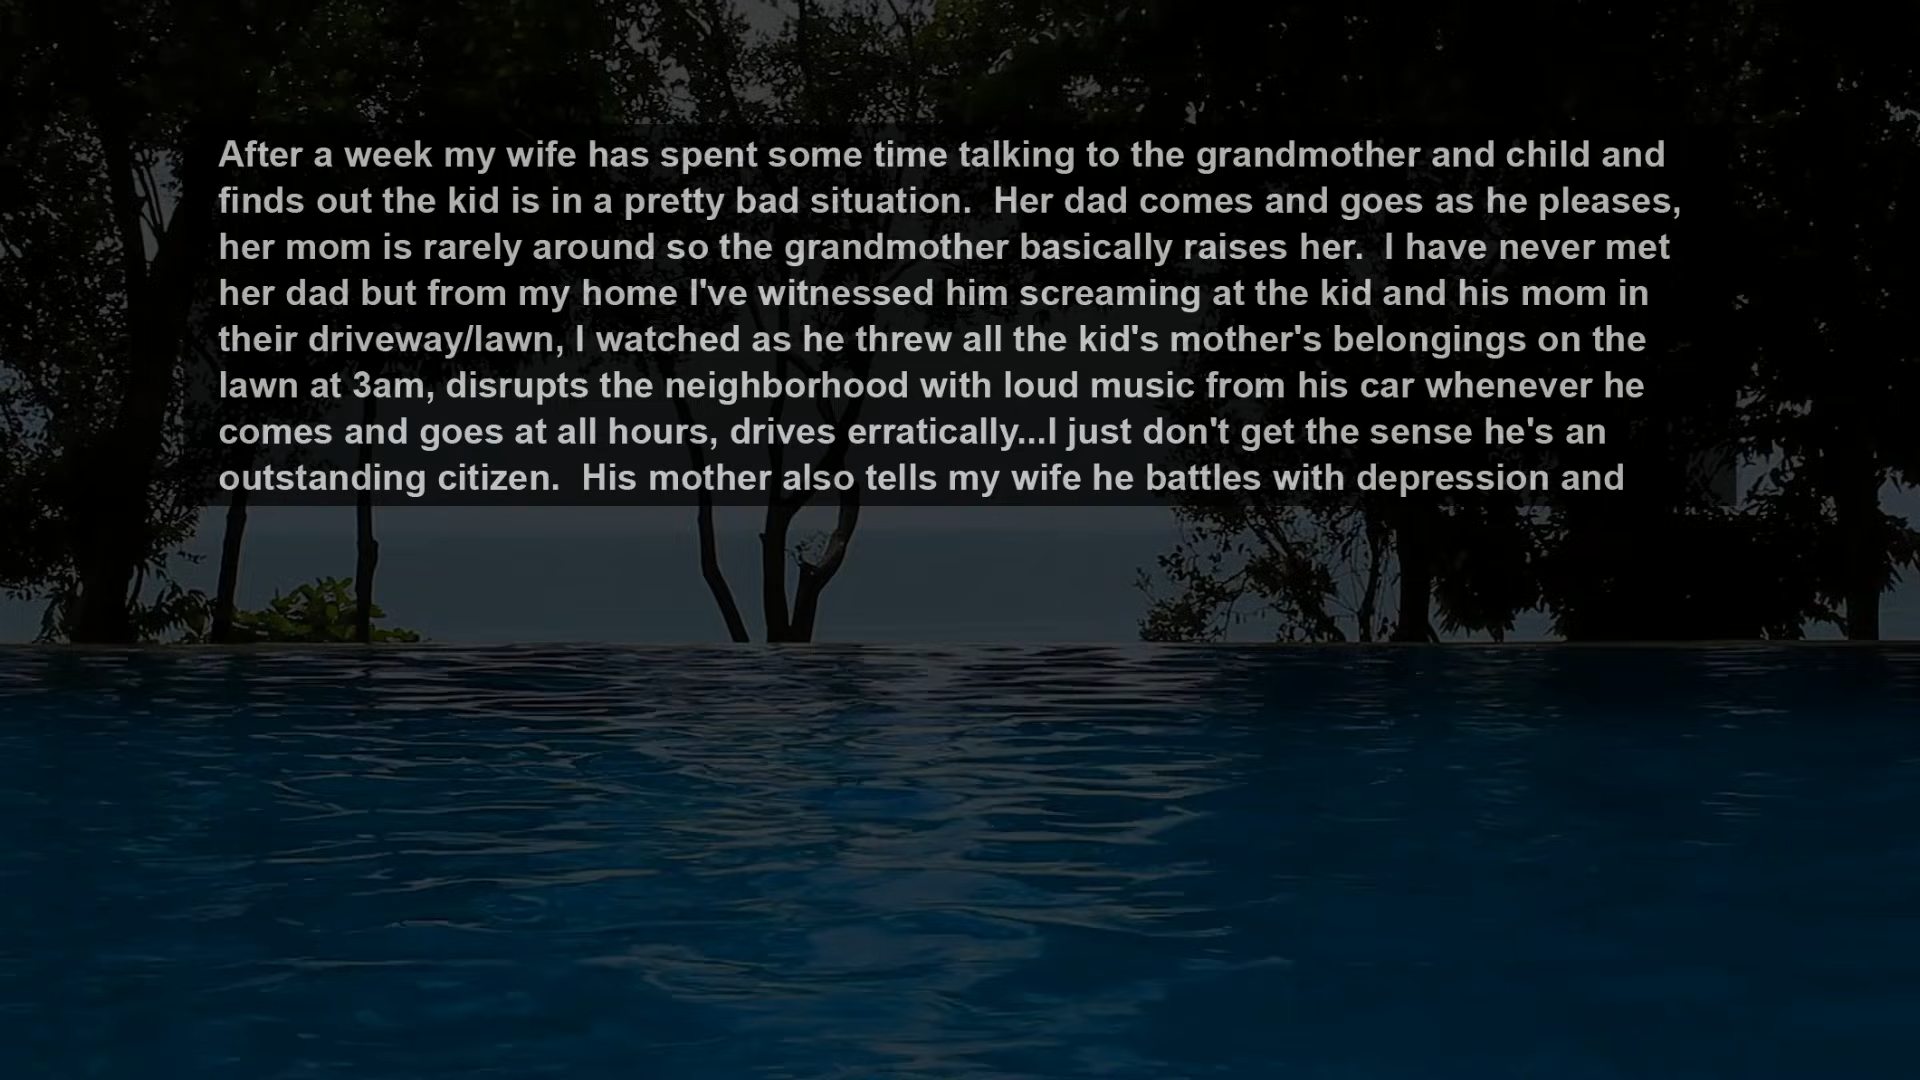 After a week my wife has spent some time talking to the grandmother and child and
finds out the kid is in a pretty bad situation.  Her dad comes and goes as he pleases,
her mom is rarely around so the grandmother basically raises her.  I have never met
her dad but from my home I've witnessed him screaming at the kid and his mom in
their driveway/lawn, I watched as he threw all the kid's mother's belongings on the
lawn at 3am, disrupts the neighborhood with loud music from his car whenever he
comes and goes at all hours, drives erratically...I just don't get the sense he's an
outstanding citizen.  His mother also tells my wife he battles with depression and